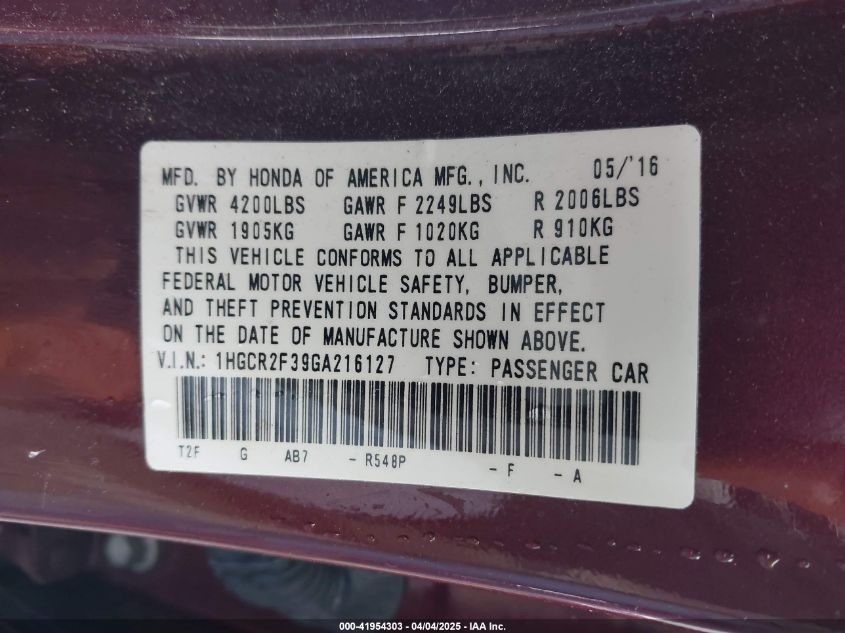 MFD. BY HONDA OF AMERICA MFG., INC. 05/'16
GVWR 4200LBS GAWR F 2249LBS R 2006LBS
GVWR 1905KG GAWR F 1020KG R 910KG
THIS VEHICLE CONFORMS TO ALL APPLICABLE
FEDERAL MOTOR VEHICLE SAFETY, BUMPER,
AND THEFT PREVENTION STANDARDS IN EFFECT
ON THE DATE OF MANUFACTURE SHOWN ABOVE.
V.I.N.: 1HGCR2F39GA216127 TYPE: PASSENGER CAR
T2F G AB7 - R548P - F - A
000-41954303 / 04/04/2025 - IAA Inc.